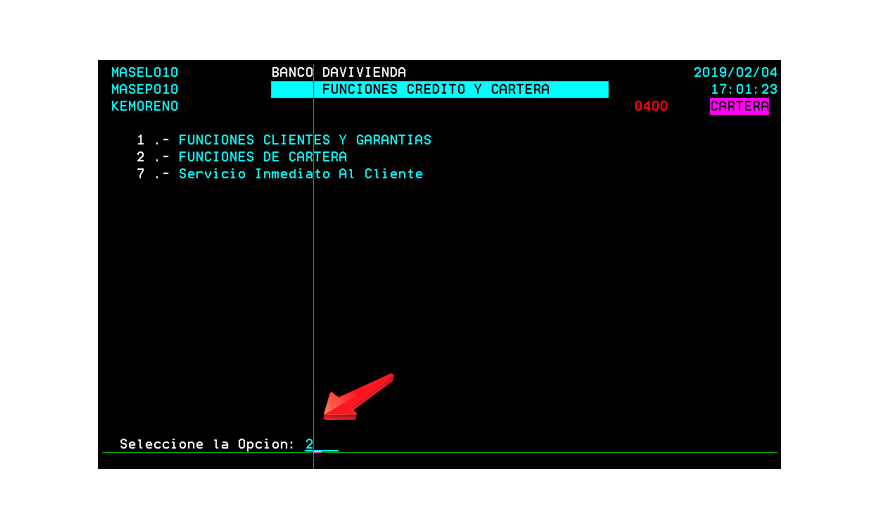 MASEL010 BANCO DAVIVIENDA 2019/02/04
MASEP010 FUNCIONES CREDITO Y CARTERA 17:01:23
KEMORENO 0400 CARTERA
1 .- FUNCIONES CLIENTES Y GARANTIAS
2 .- FUNCIONES DE CARTERA
7 .- Servicio Inmediato Al Cliente
Seleccione la Opcion: 2